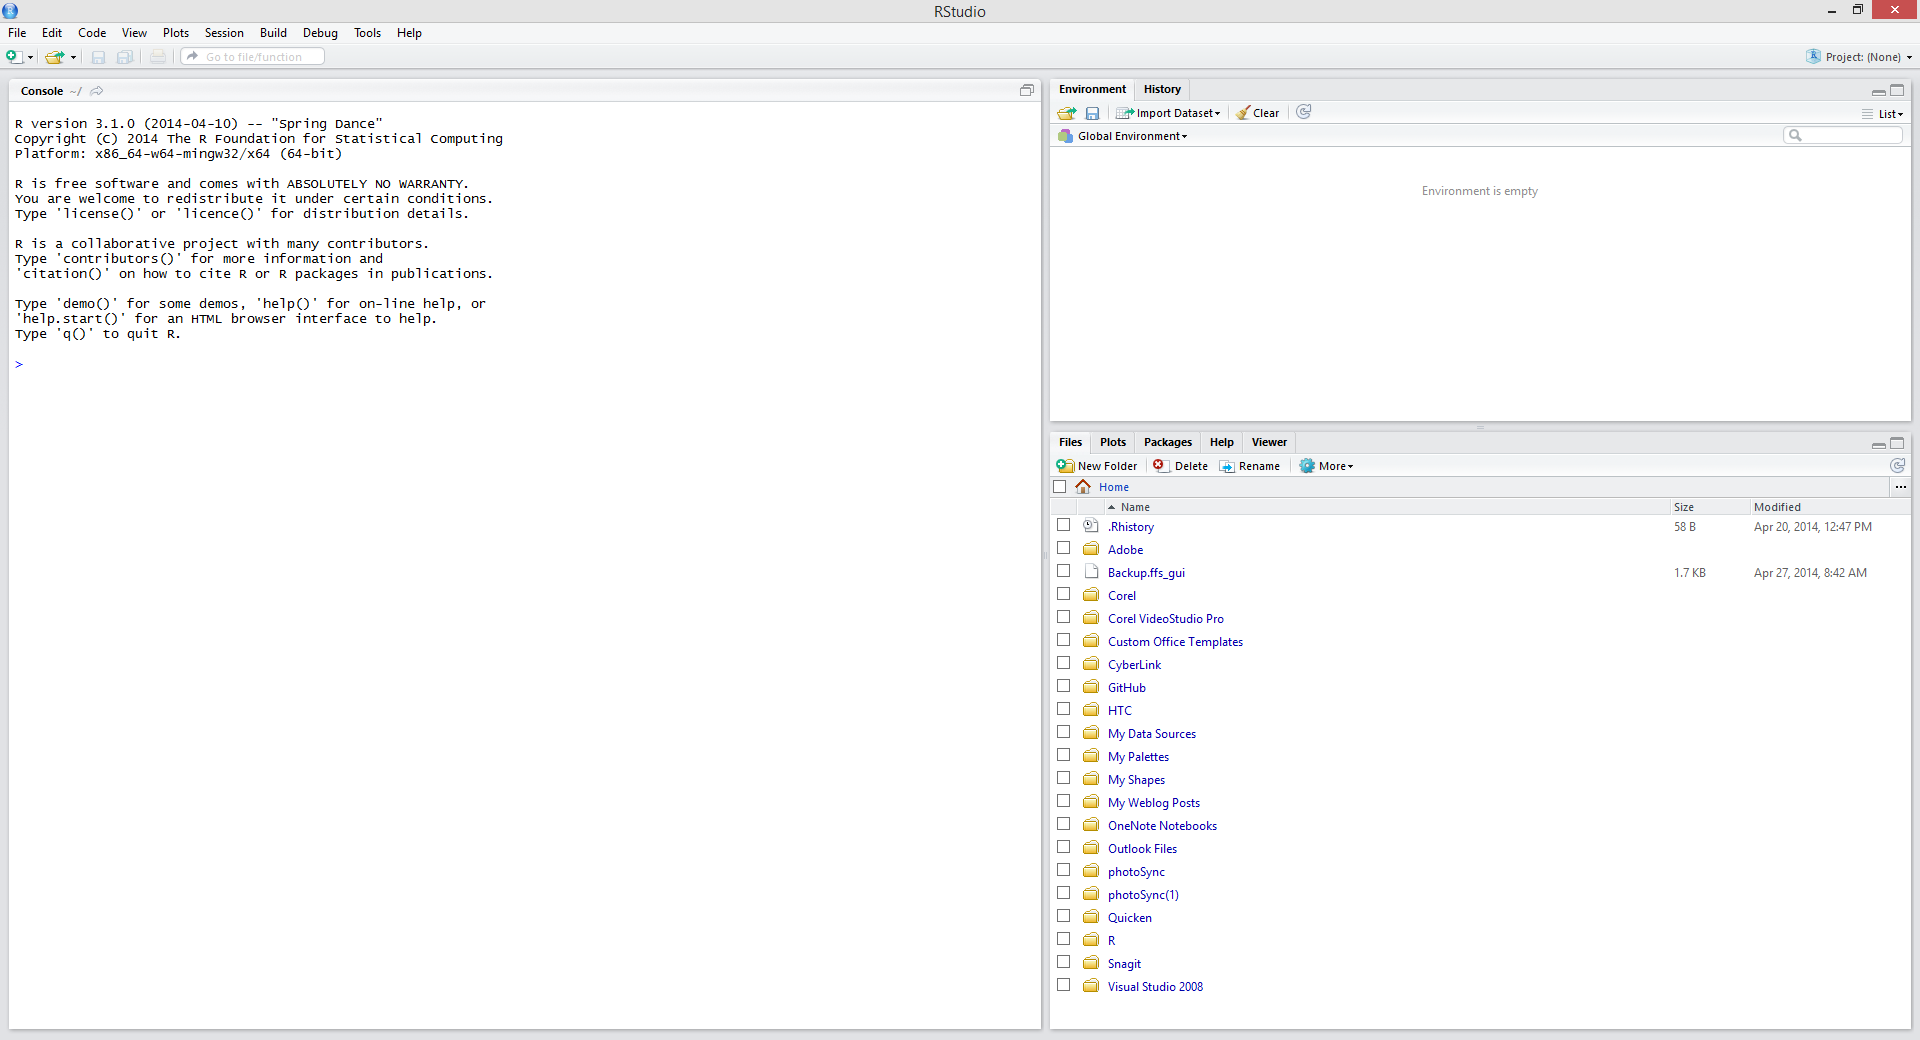 RStudio
File Edit Code View Plots Session Build Debug Tools Help
Go to file/function
Project: (None)
Console ~/
R version 3.1.0 (2014-04-10) -- "Spring Dance"
Copyright (C) 2014 The R Foundation for Statistical Computing
Platform: x86_64-w64-mingw32/x64 (64-bit)
R is free software and comes with ABSOLUTELY NO WARRANTY.
You are welcome to redistribute it under certain conditions.
Type 'license()' or 'licence()' for distribution details.
R is a collaborative project with many contributors.
Type 'contributors()' for more information and
'citation()' on how to cite R or R packages in publications.
Type 'demo()' for some demos, 'help()' for on-line help, or
'help.start()' for an HTML browser interface to help.
Type 'q()' to quit R.
>
Environment History
Import Dataset Clear List
Global Environment
Environment is empty
Files Plots Packages Help Viewer
New Folder Delete Rename More
Home ...
Name Size Modified
.Rhistory 58 B Apr 20, 2014, 12:47 PM
Adobe
Backup.ffs_gui 1.7 KB Apr 27, 2014, 8:42 AM
Corel
Corel VideoStudio Pro
Custom Office Templates
CyberLink
GitHub
HTC
My Data Sources
My Palettes
My Shapes
My Weblog Posts
OneNote Notebooks
Outlook Files
photoSync
photoSync(1)
Quicken
R
Snagit
Visual Studio 2008